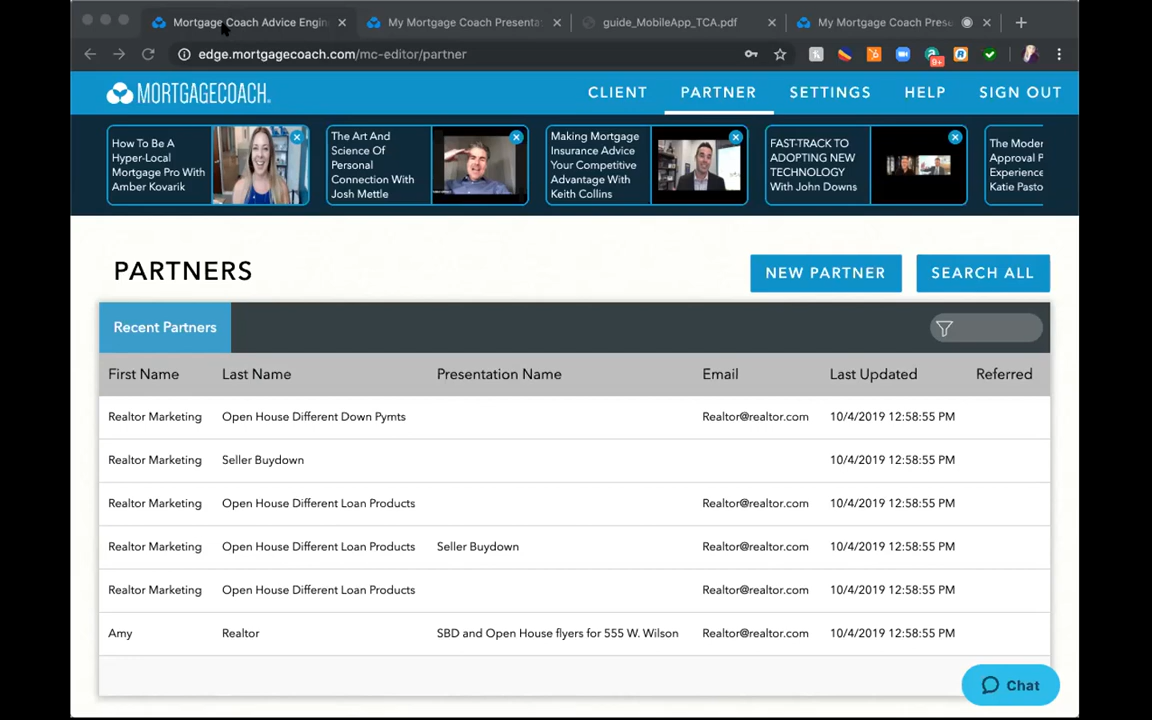 Mortgage Coach Advice Engin
My Mortgage Coach Presenta
guide_MobileApp_TCA.pdf
My Mortgage Coach Pres
edge.mortgagecoach.com/mc-editor/partner
9+
MORTGAGECOACH
CLIENT
PARTNER
SETTINGS
HELP
SIGN OUT
How To Be A
Hyper-Local
Mortgage Pro With
Amber Kovarik
The Art And
Science Of
Personal
Connection With
Josh Mettle
Making Mortgage
Insurance Advice
Your Competitive
Advantage With
Keith Collins
FAST-TRACK TO
ADOPTING NEW
TECHNOLOGY
With John Downs
The Moder
Approval P
Experience
Katie Pasto
PARTNERS
NEW PARTNER
SEARCH ALL
Recent Partners
First Name Last Name Presentation Name Email Last Updated Referred
Realtor Marketing Open House Different Down Pymts Realtor@realtor.com 10/4/2019 12:58:55 PM
Realtor Marketing Seller Buydown 10/4/2019 12:58:55 PM
Realtor Marketing Open House Different Loan Products Realtor@realtor.com 10/4/2019 12:58:55 PM
Realtor Marketing Open House Different Loan Products Seller Buydown Realtor@realtor.com 10/4/2019 12:58:55 PM
Realtor Marketing Open House Different Loan Products Realtor@realtor.com 10/4/2019 12:58:55 PM
Amy Realtor SBD and Open House flyers for 555 W. Wilson Realtor@realtor.com 10/4/2019 12:58:55 PM
Chat